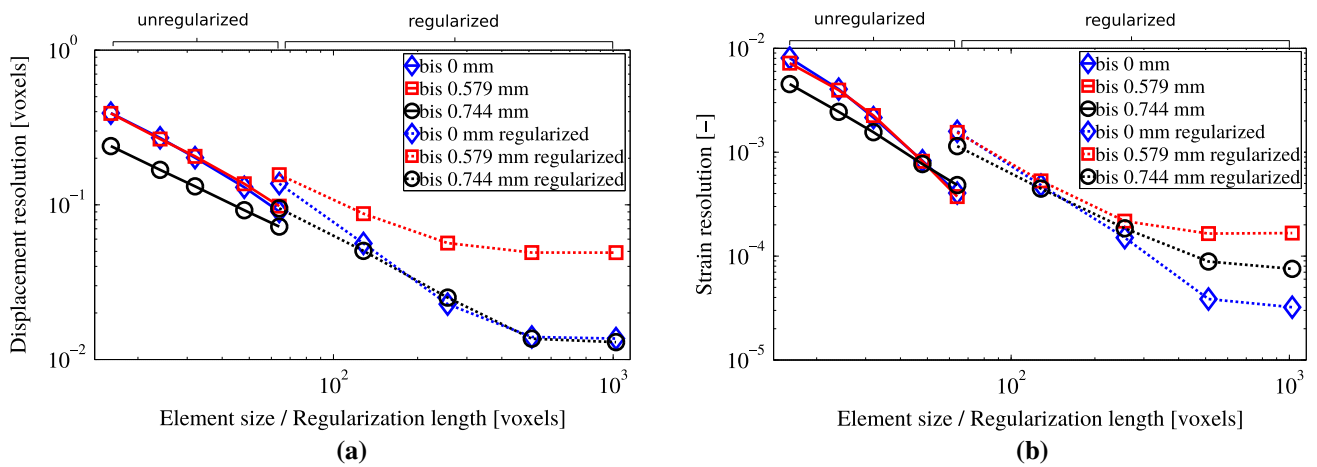 unregularized
regularized
10^0
10^-1
10^-2
Displacement resolution [voxels]
bis 0 mm
bis 0.579 mm
bis 0.744 mm
bis 0 mm regularized
bis 0.579 mm regularized
bis 0.744 mm regularized
10^2
10^3
Element size / Regularization length [voxels]
(a)
unregularized
regularized
10^-2
10^-3
10^-4
10^-5
Strain resolution [−]
bis 0 mm
bis 0.579 mm
bis 0.744 mm
bis 0 mm regularized
bis 0.579 mm regularized
bis 0.744 mm regularized
10^2
10^3
Element size / Regularization length [voxels]
(b)